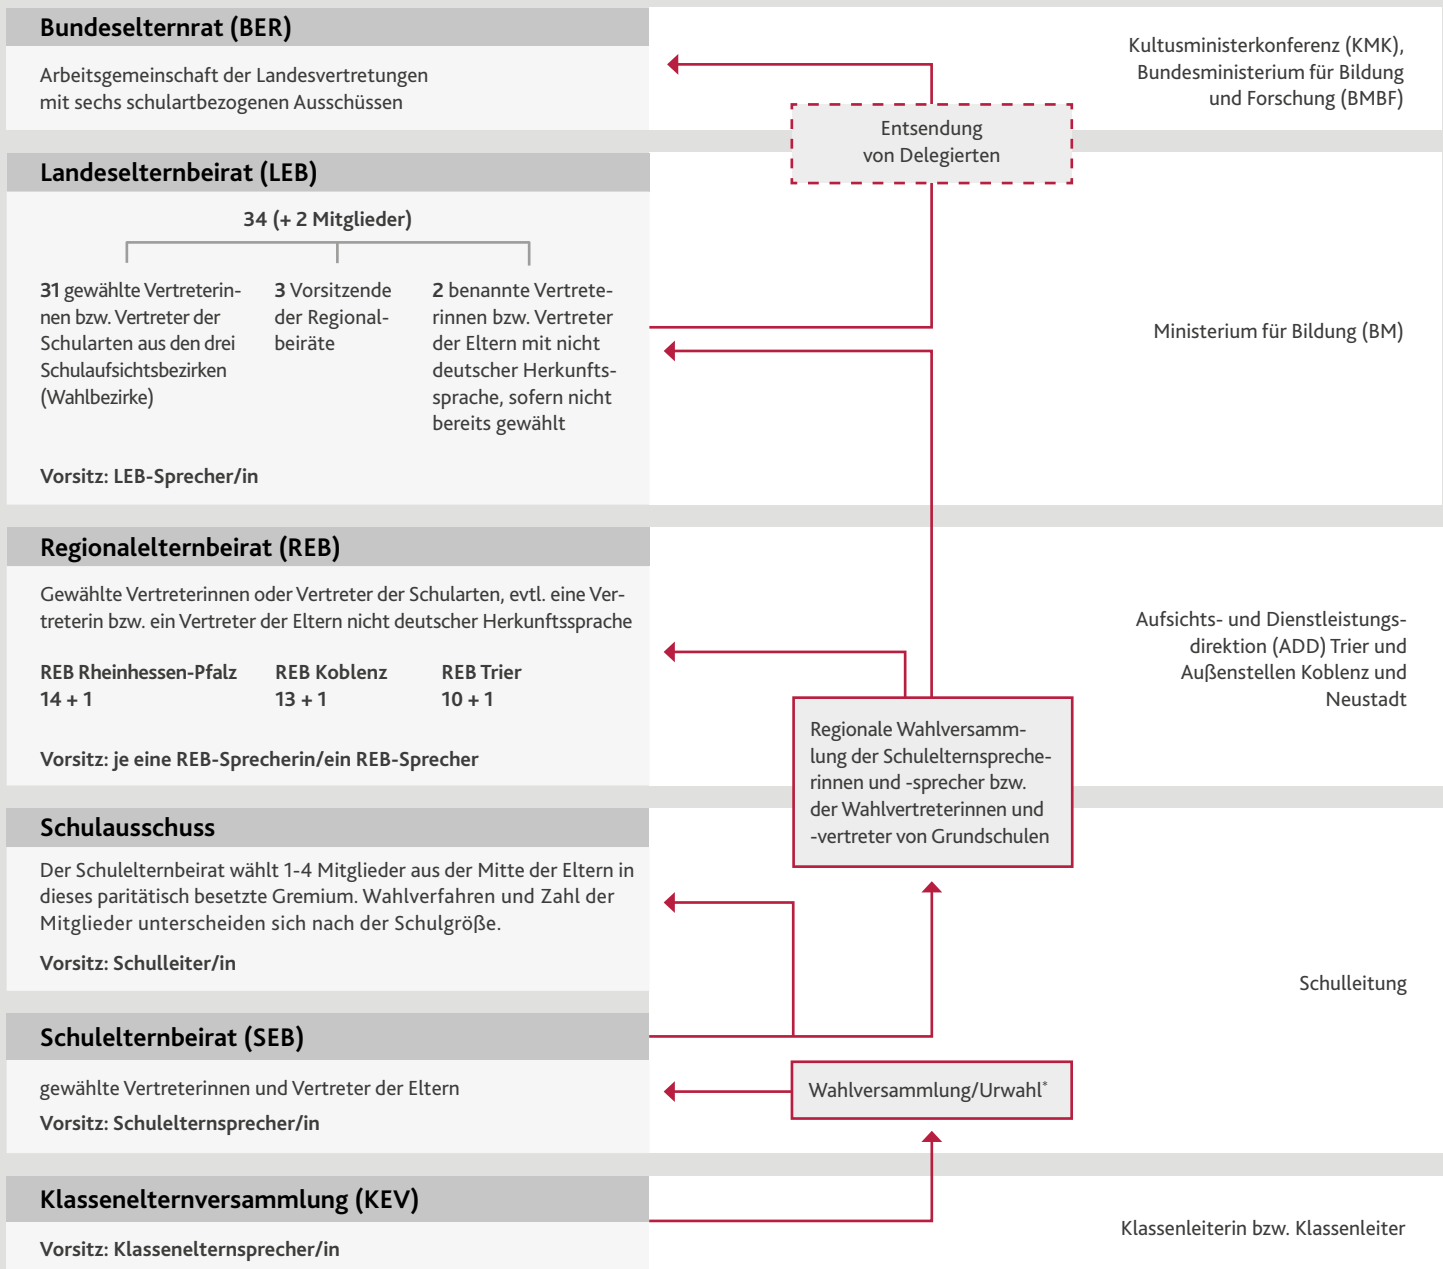 Bundeselternrat (BER)
Arbeitsgemeinschaft der Landesvertretungen
mit sechs schulartbezogenen Ausschüssen
Kultusministerkonferenz (KMK),
Bundesministerium für Bildung
und Forschung (BMBF)
Entsendung
von Delegierten
Landeselternbeirat (LEB)
34 (+ 2 Mitglieder)
31 gewählte Vertreterin-
nen bzw. Vertreter der
Schularten aus den drei
Schulaufsichtsbezirken
(Wahlbezirke)
3 Vorsitzende
der Regional-
beiräte
2 benannte Vertrete-
rinnen bzw. Vertreter
der Eltern mit nicht
deutscher Herkunfts-
sprache, sofern nicht
bereits gewählt
Vorsitz: LEB-Sprecher/in
Ministerium für Bildung (BM)
Regionalelternbeirat (REB)
Gewählte Vertreterinnen oder Vertreter der Schularten, evtl. eine Ver-
treterin bzw. ein Vertreter der Eltern nicht deutscher Herkunftssprache
REB Rheinhessen-Pfalz
14 + 1
REB Koblenz
13 + 1
REB Trier
10 + 1
Vorsitz: je eine REB-Sprecherin/ein REB-Sprecher
Aufsichts- und Dienstleistungs-
direktion (ADD) Trier und
Außenstellen Koblenz und
Neustadt
Regionale Wahlversamm-
lung der Schulelternspreche-
rinnen und -sprecher bzw.
der Wahlvertreterinnen und
-vertreter von Grundschulen
Schulausschuss
Der Schulelternbeirat wählt 1-4 Mitglieder aus der Mitte der Eltern in
dieses paritätisch besetzte Gremium. Wahlverfahren und Zahl der
Mitglieder unterscheiden sich nach der Schulgröße.
Vorsitz: Schulleiter/in
Schulleitung
Schulelternbeirat (SEB)
gewählte Vertreterinnen und Vertreter der Eltern
Vorsitz: Schulelternsprecher/in
Wahlversammlung/Urwahl*
Klassenelternversammlung (KEV)
Vorsitz: Klassenelternsprecher/in
Klassenleiterin bzw. Klassenleiter